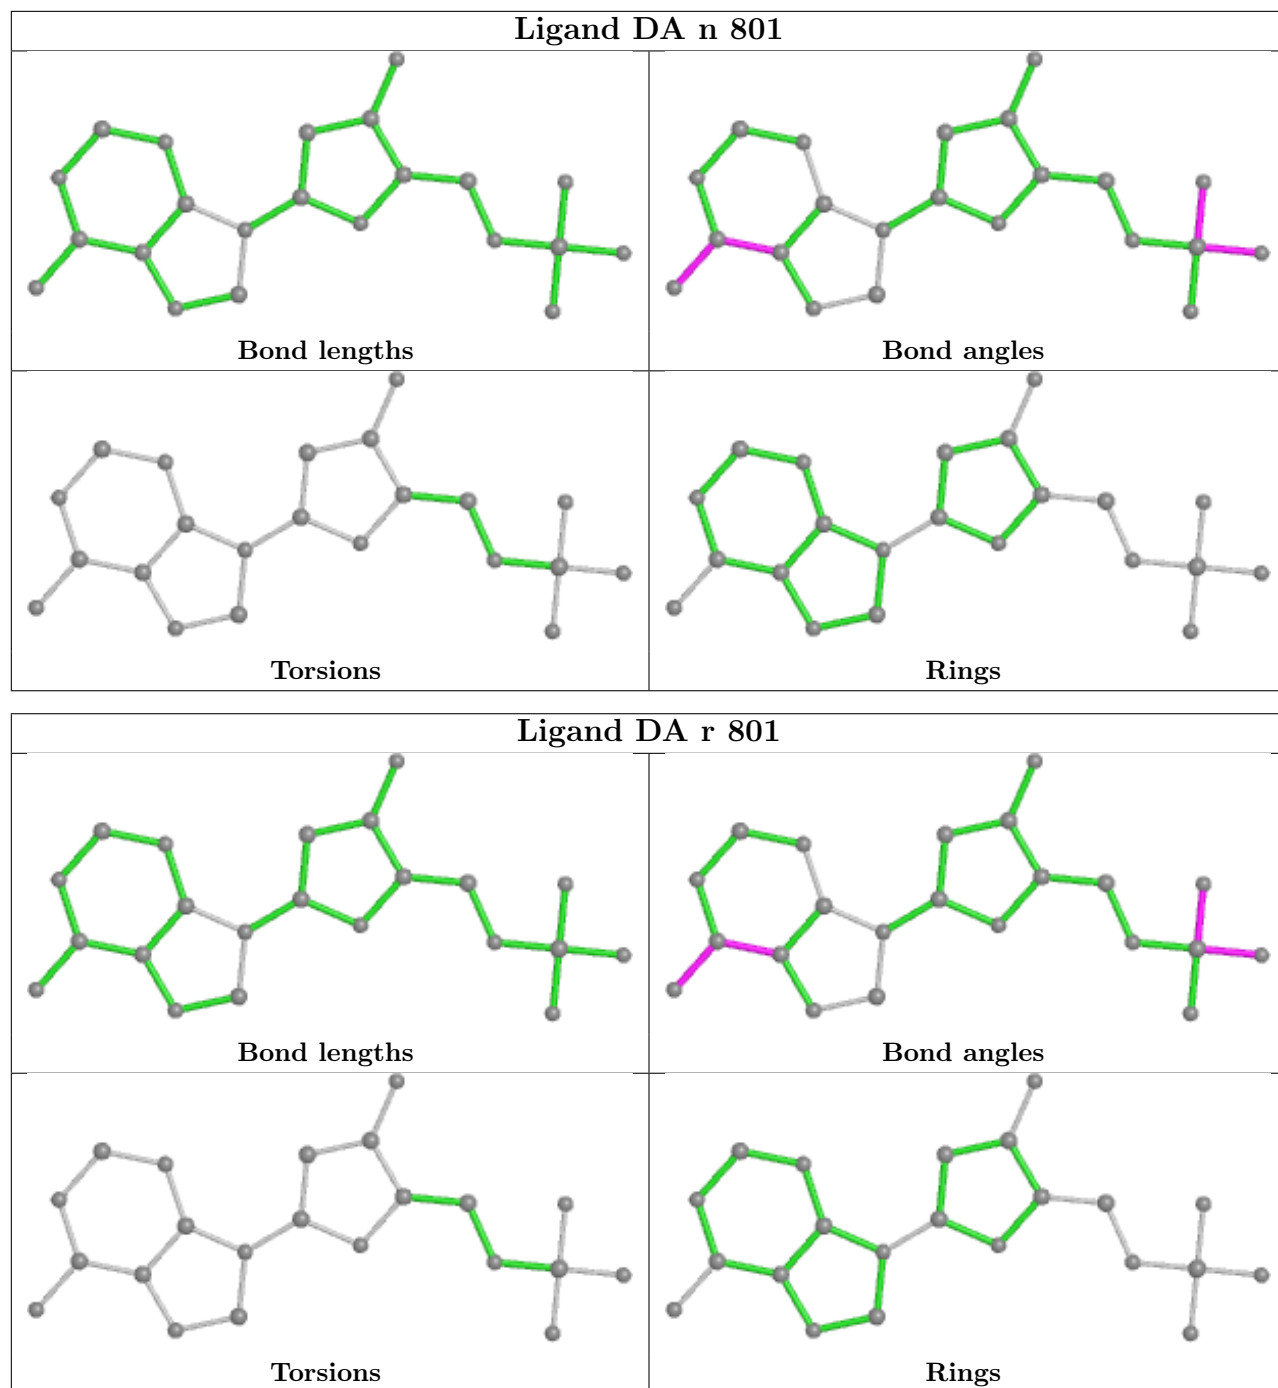 Ligand DA n 801
Bond lengths
Bond angles
Torsions
Rings
Ligand DA r 801
Bond lengths
Bond angles
Torsions
Rings